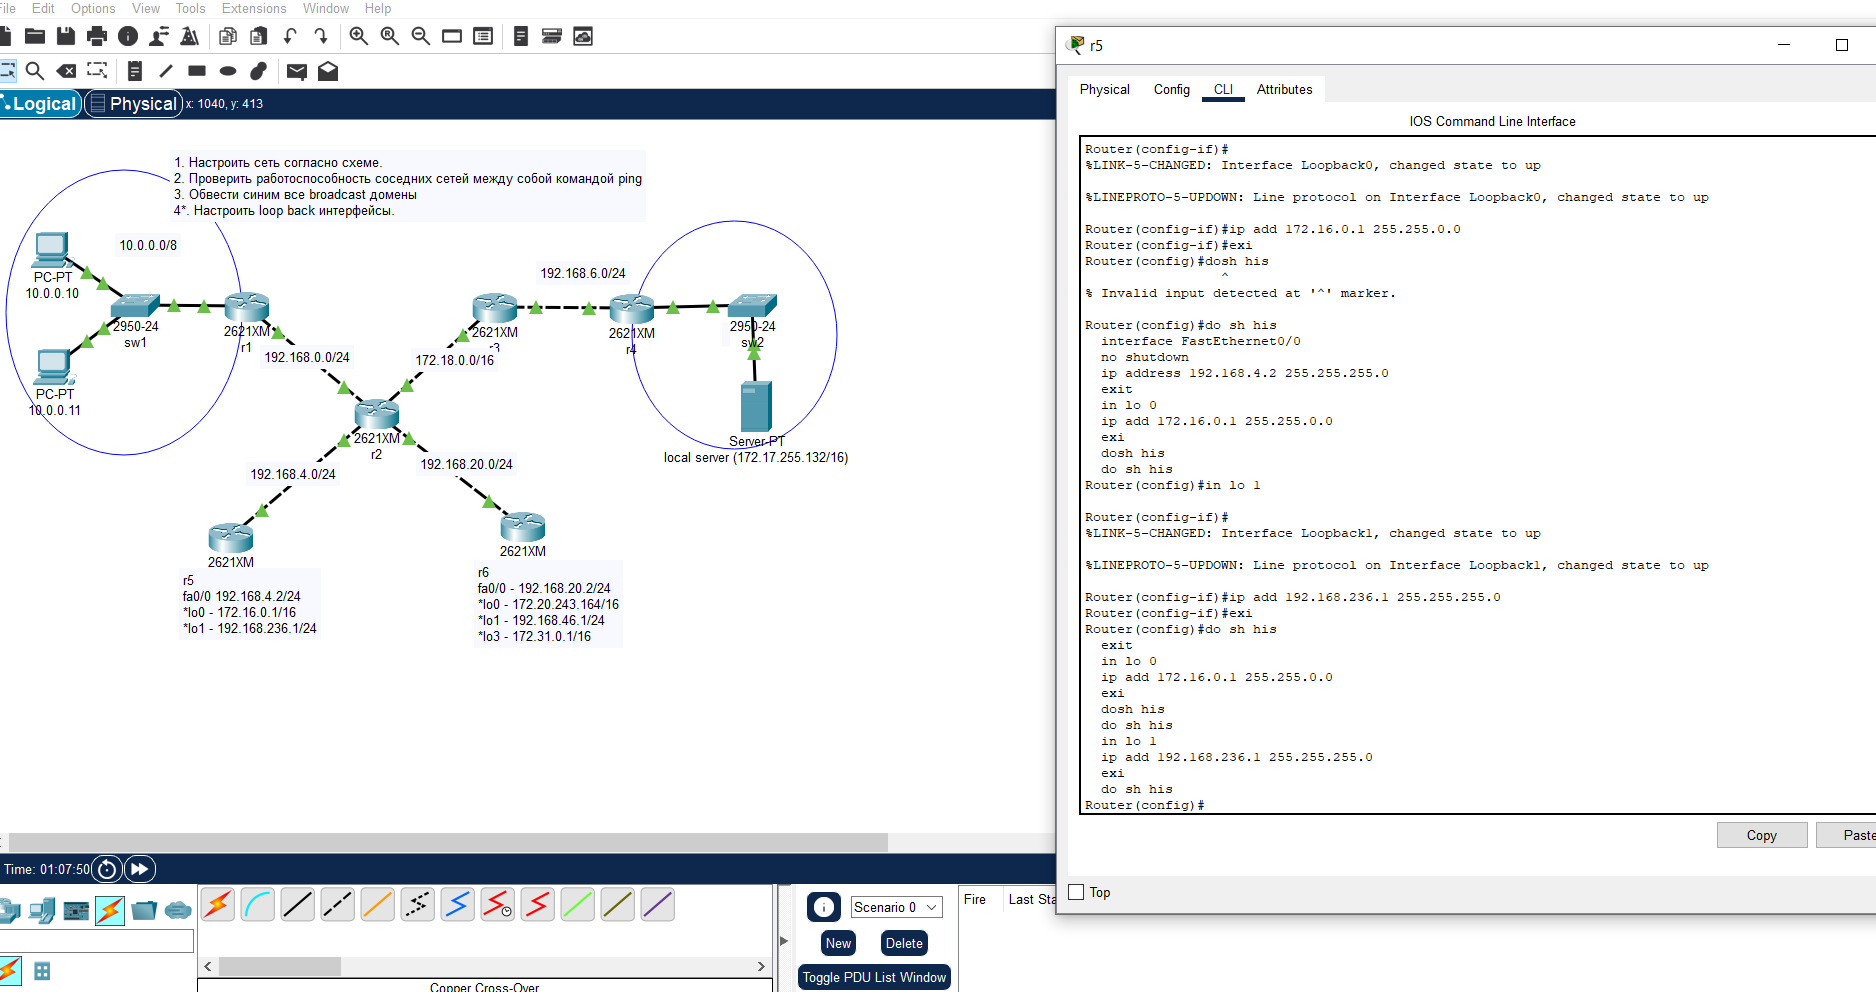 File Edit Options View Tools Extensions Window Help
Logical Physical x: 1040, y: 413
1. Настроить сеть согласно схеме.
2. Проверить работоспособность соседних сетей между собой командой ping
3. Обвести синим все broadcast домены
4*. Настроить loop back интерфейсы.
10.0.0.0/8
PC-PT
10.0.0.10
2950-24
sw1
PC-PT
10.0.0.11
2621XM
r1
192.168.0.0/24
2621XM
r3
172.18.0.0/16
192.168.6.0/24
2621XM
r4
2950-24
sw2
Server-PT
local server (172.17.255.132/16)
2621XM
r2
192.168.4.0/24
192.168.20.0/24
2621XM
r5
fa0/0 192.168.4.2/24
*lo0 - 172.16.0.1/16
*lo1 - 192.168.236.1/24
2621XM
r6
fa0/0 - 192.168.20.2/24
*lo0 - 172.20.243.164/16
*lo1 - 192.168.46.1/24
*lo3 - 172.31.0.1/16
Time: 01:07:50
Scenario 0
New Delete
Toggle PDU List Window
Fire Last Sta
Copper Cross-Over
r5
Physical Config CLI Attributes
IOS Command Line Interface
Router(config-if)#
%LINK-5-CHANGED: Interface Loopback0, changed state to up
%LINEPROTO-5-UPDOWN: Line protocol on Interface Loopback0, changed state to up
Router(config-if)#ip add 172.16.0.1 255.255.0.0
Router(config-if)#exi
Router(config)#dosh his
^
% Invalid input detected at '^' marker.
Router(config)#do sh his
interface FastEthernet0/0
no shutdown
ip address 192.168.4.2 255.255.255.0
exit
in lo 0
ip add 172.16.0.1 255.255.0.0
exi
dosh his
do sh his
Router(config)#in lo 1
Router(config-if)#
%LINK-5-CHANGED: Interface Loopback1, changed state to up
%LINEPROTO-5-UPDOWN: Line protocol on Interface Loopback1, changed state to up
Router(config-if)#ip add 192.168.236.1 255.255.255.0
Router(config-if)#exi
Router(config)#do sh his
exit
in lo 0
ip add 172.16.0.1 255.255.0.0
exi
dosh his
do sh his
in lo 1
ip add 192.168.236.1 255.255.255.0
exi
do sh his
Router(config)#
Copy Paste
Top